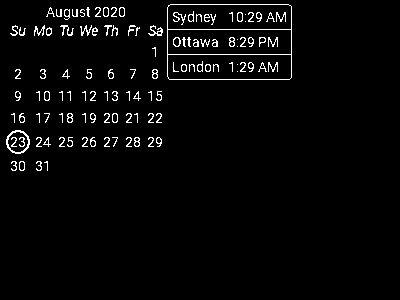 August 2020
Su Mo Tu We Th Fr Sa
1
2 3 4 5 6 7 8
9 10 11 12 13 14 15
16 17 18 19 20 21 22
23 24 25 26 27 28 29
30 31
Sydney 10:29 AM
Ottawa 8:29 PM
London 1:29 AM